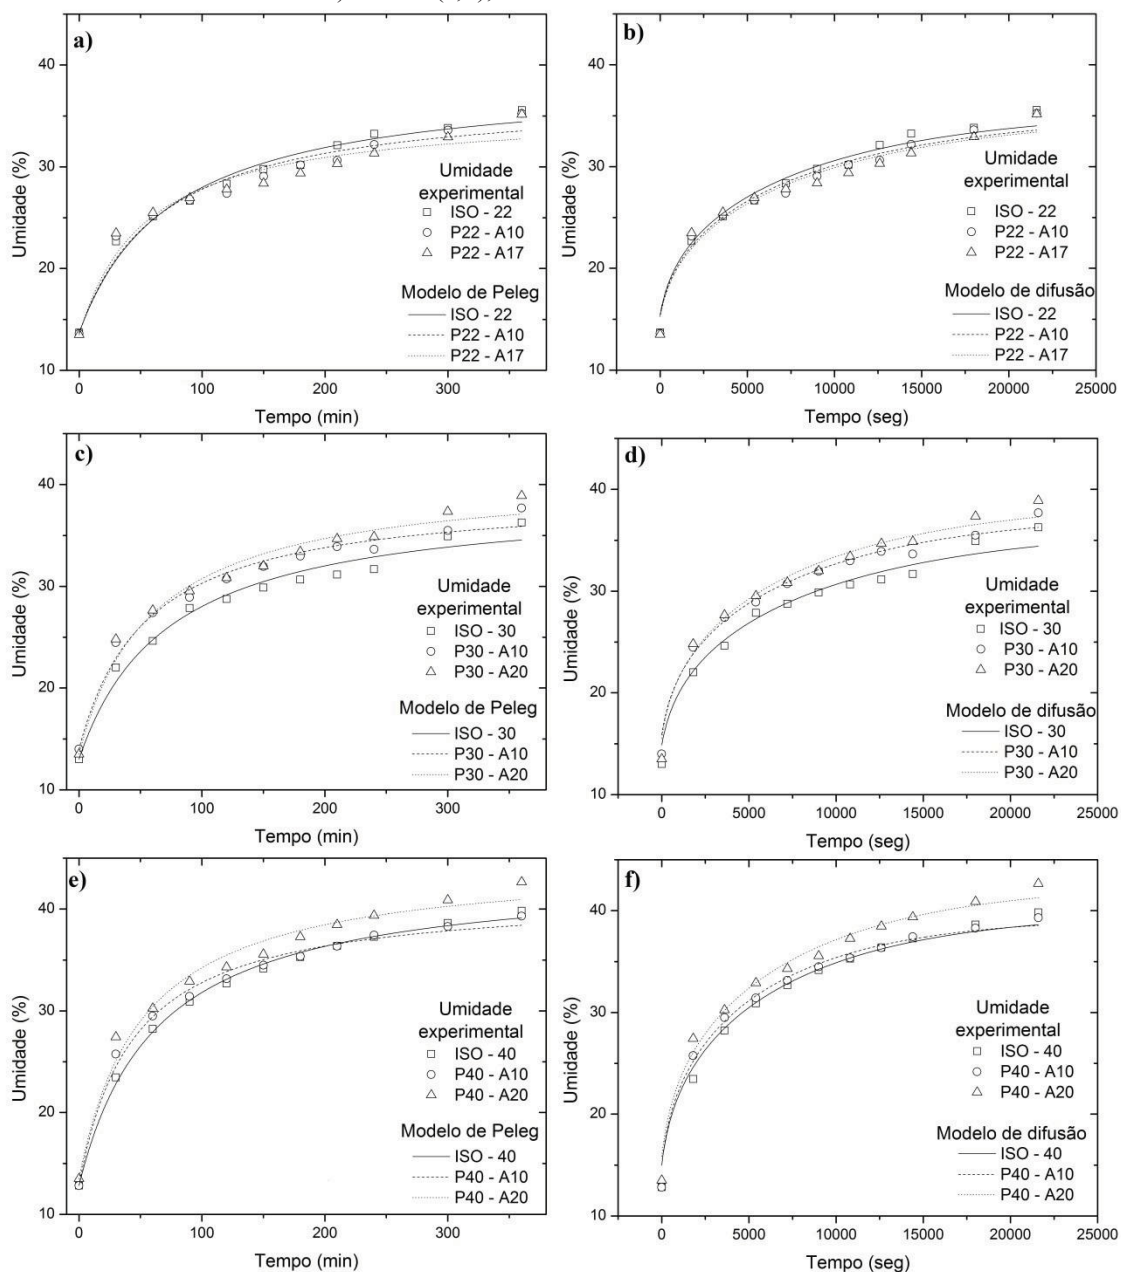 a)
40
30
20
10
Umidade (%)
Umidade
experimental
ISO - 22
P22 - A10
P22 - A17
Modelo de Peleg
ISO - 22
P22 - A10
P22 - A17
0 100 200 300
Tempo (min)
b)
40
30
20
10
Umidade (%)
Umidade
experimental
ISO - 22
P22 - A10
P22 - A17
Modelo de difusão
ISO - 22
P22 - A10
P22 - A17
0 5000 10000 15000 20000 25000
Tempo (seg)
c)
40
30
20
10
Umidade (%)
Umidade
experimental
ISO - 30
P30 - A10
P30 - A20
Modelo de Peleg
ISO - 30
P30 - A10
P30 - A20
0 100 200 300
Tempo (min)
d)
40
30
20
10
Umidade (%)
Umidade
experimental
ISO - 30
P30 - A10
P30 - A20
Modelo de difusão
ISO - 30
P30 - A10
P30 - A20
0 5000 10000 15000 20000 25000
Tempo (seg)
e)
40
30
20
10
Umidade (%)
Umidade
experimental
ISO - 40
P40 - A10
P40 - A20
Modelo de Peleg
ISO - 40
P40 - A10
P40 - A20
0 100 200 300
Tempo (min)
f)
40
30
20
10
Umidade (%)
Umidade
experimental
ISO - 40
P40 - A10
P40 - A20
Modelo de difusão
ISO - 40
P40 - A10
P40 - A20
0 5000 10000 15000 20000 25000
Tempo (seg)